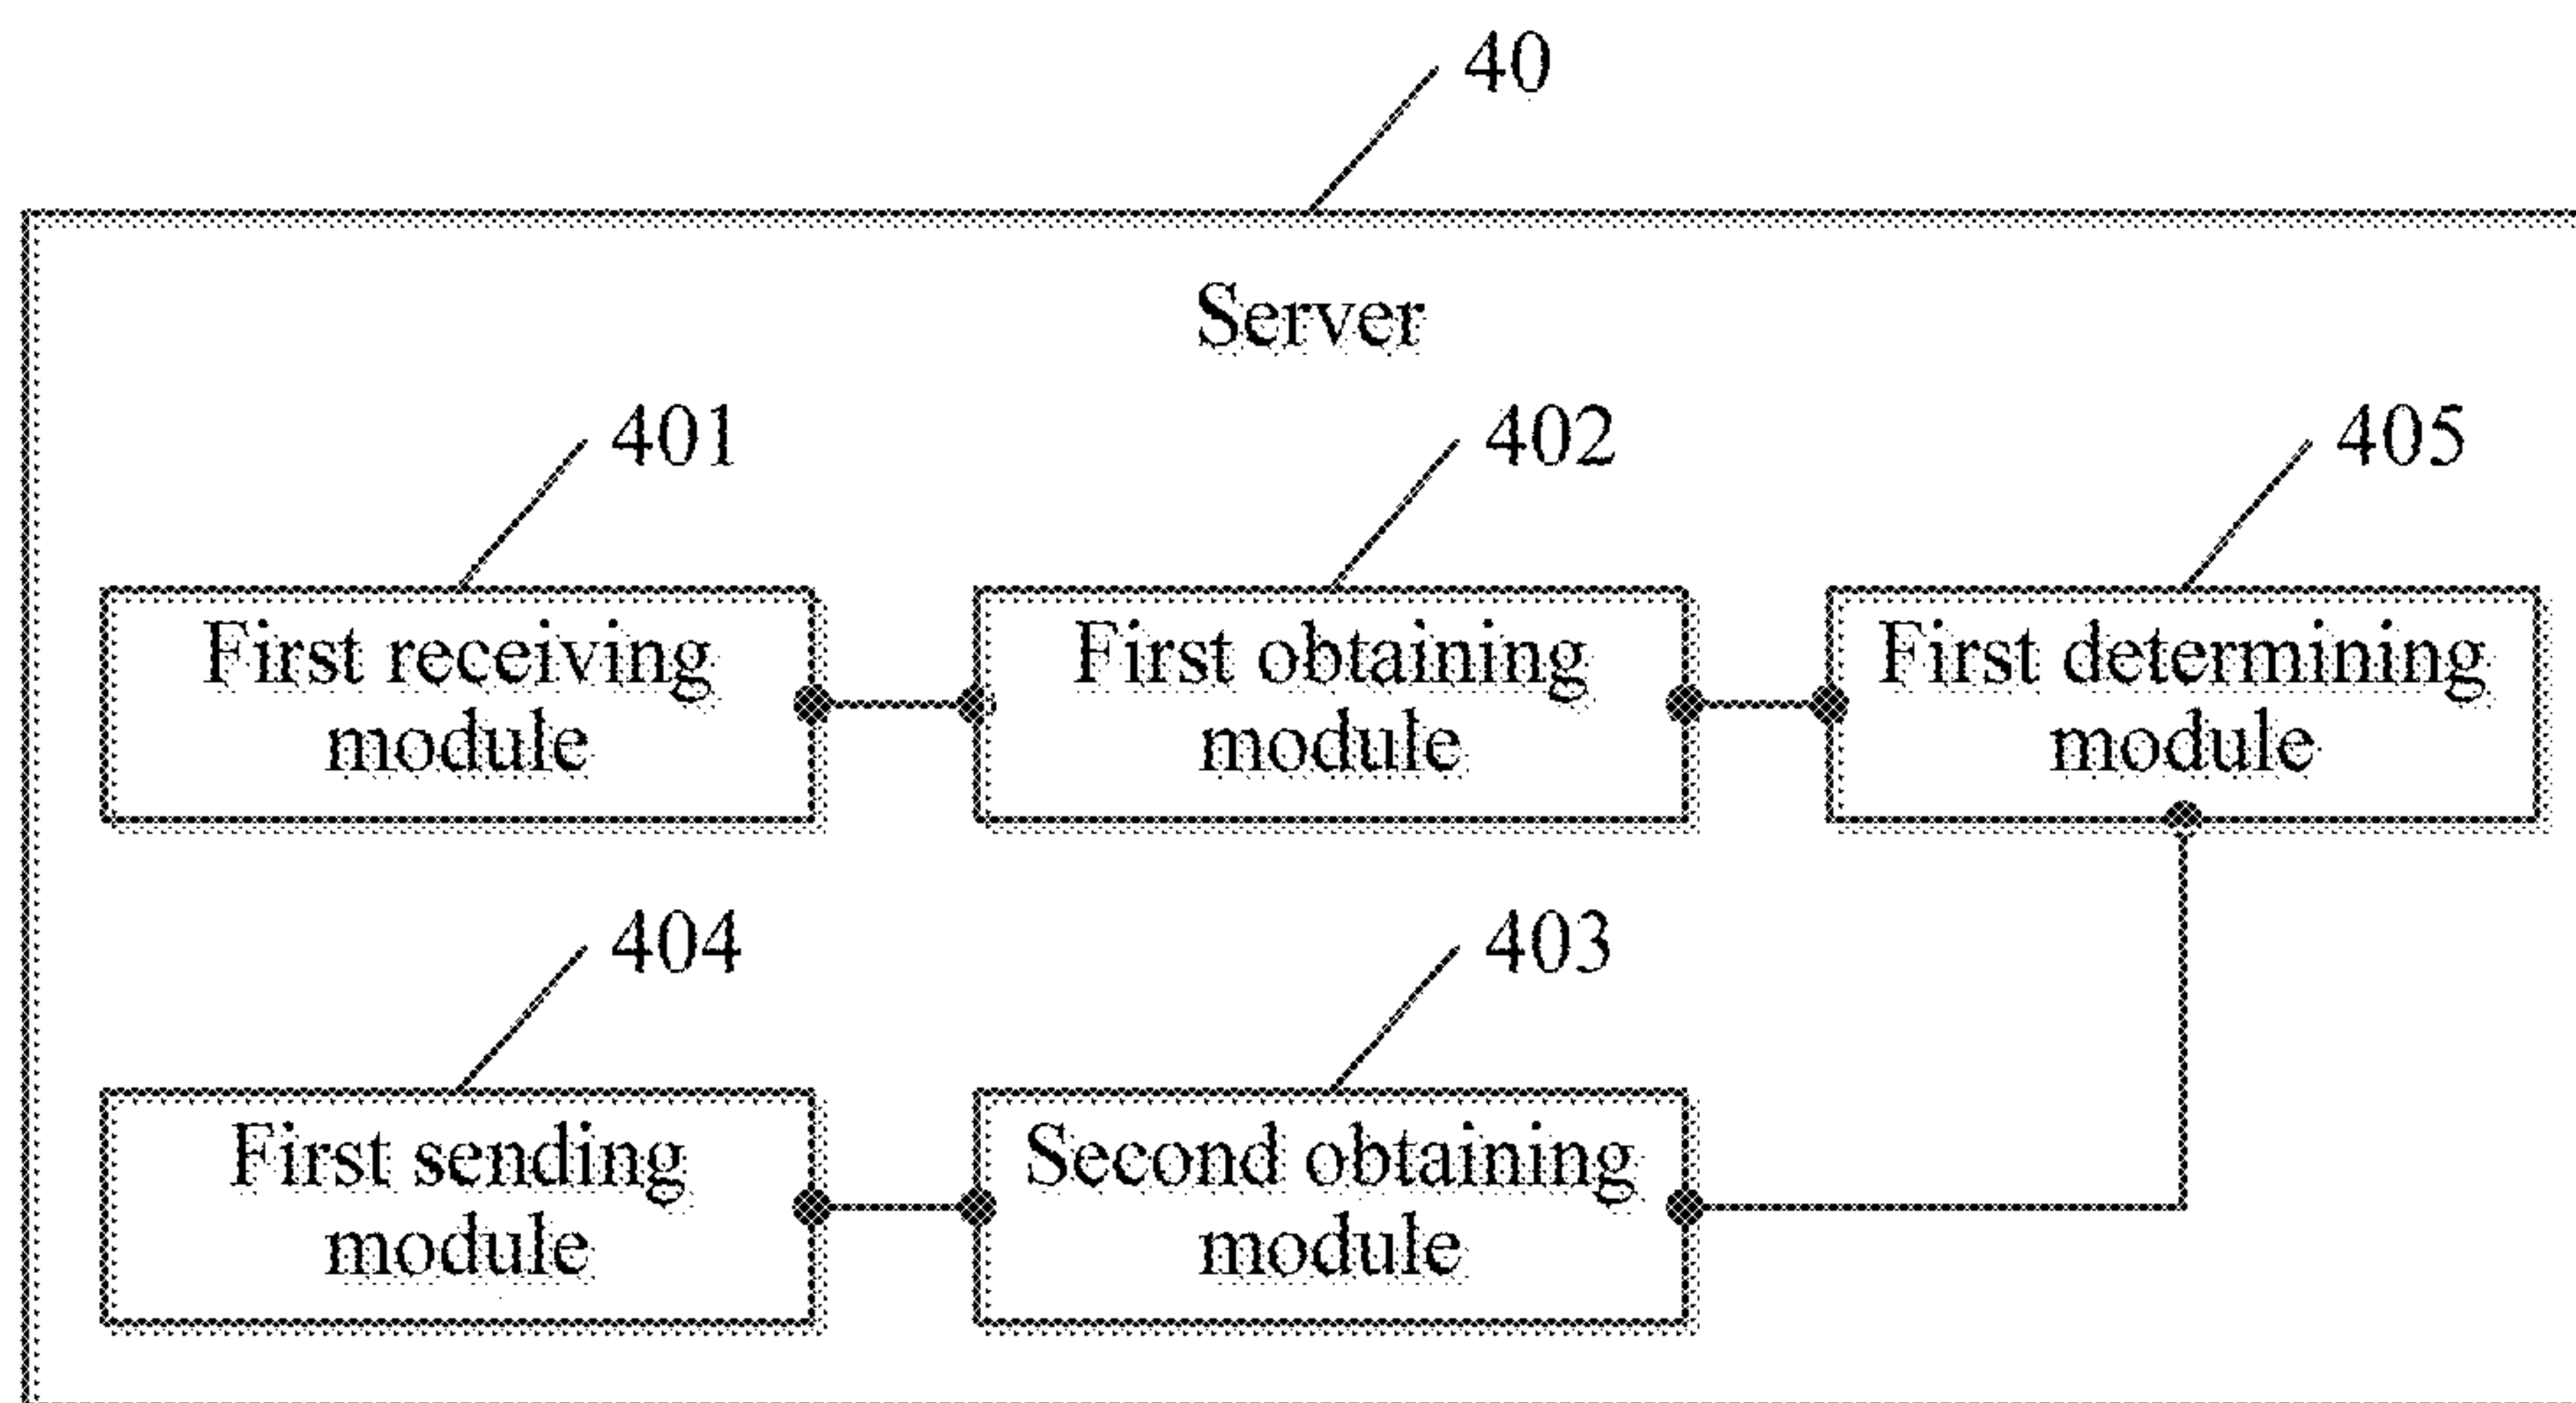 40
Server
401
402
405
First receiving
module
First obtaining
module
First determining
module
404
403
First sending
module
Second obtaining
module